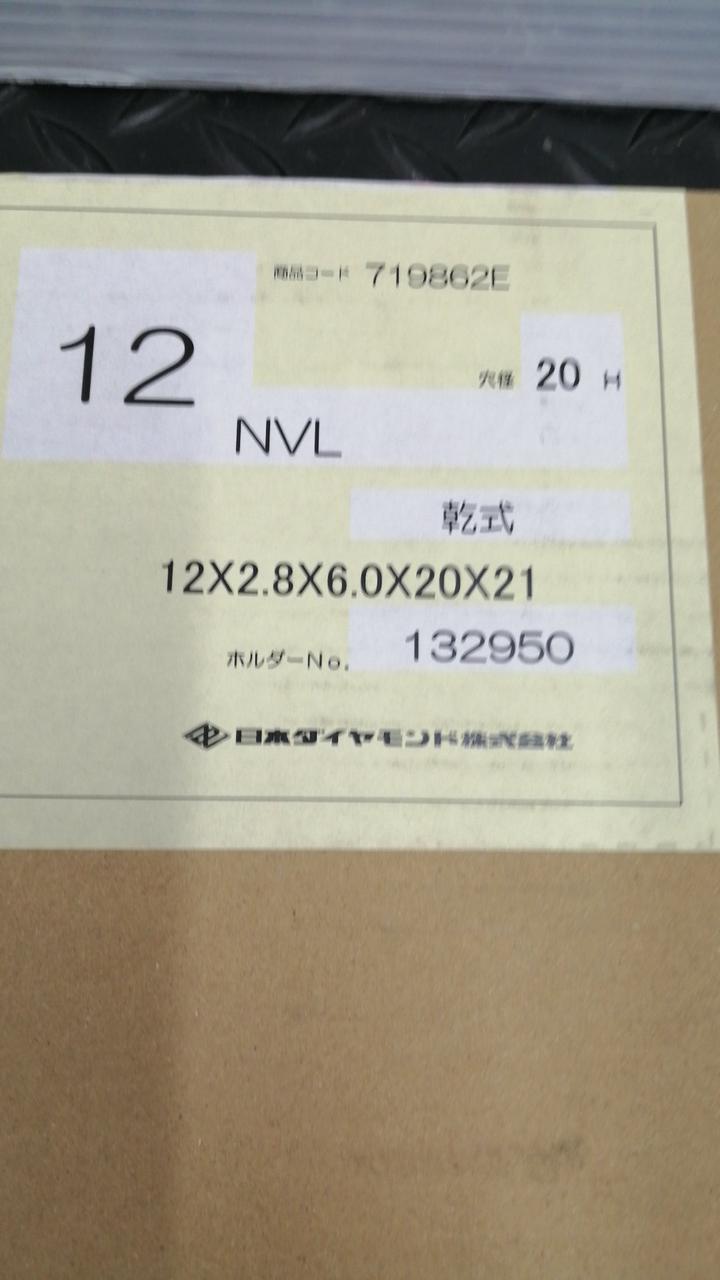 商品コード 719862E
12
穴径 20 H
NVL
乾式
12X2.8X6.0X20X21
ホルダーNo. 132950
日本ダイヤモンド株式会社